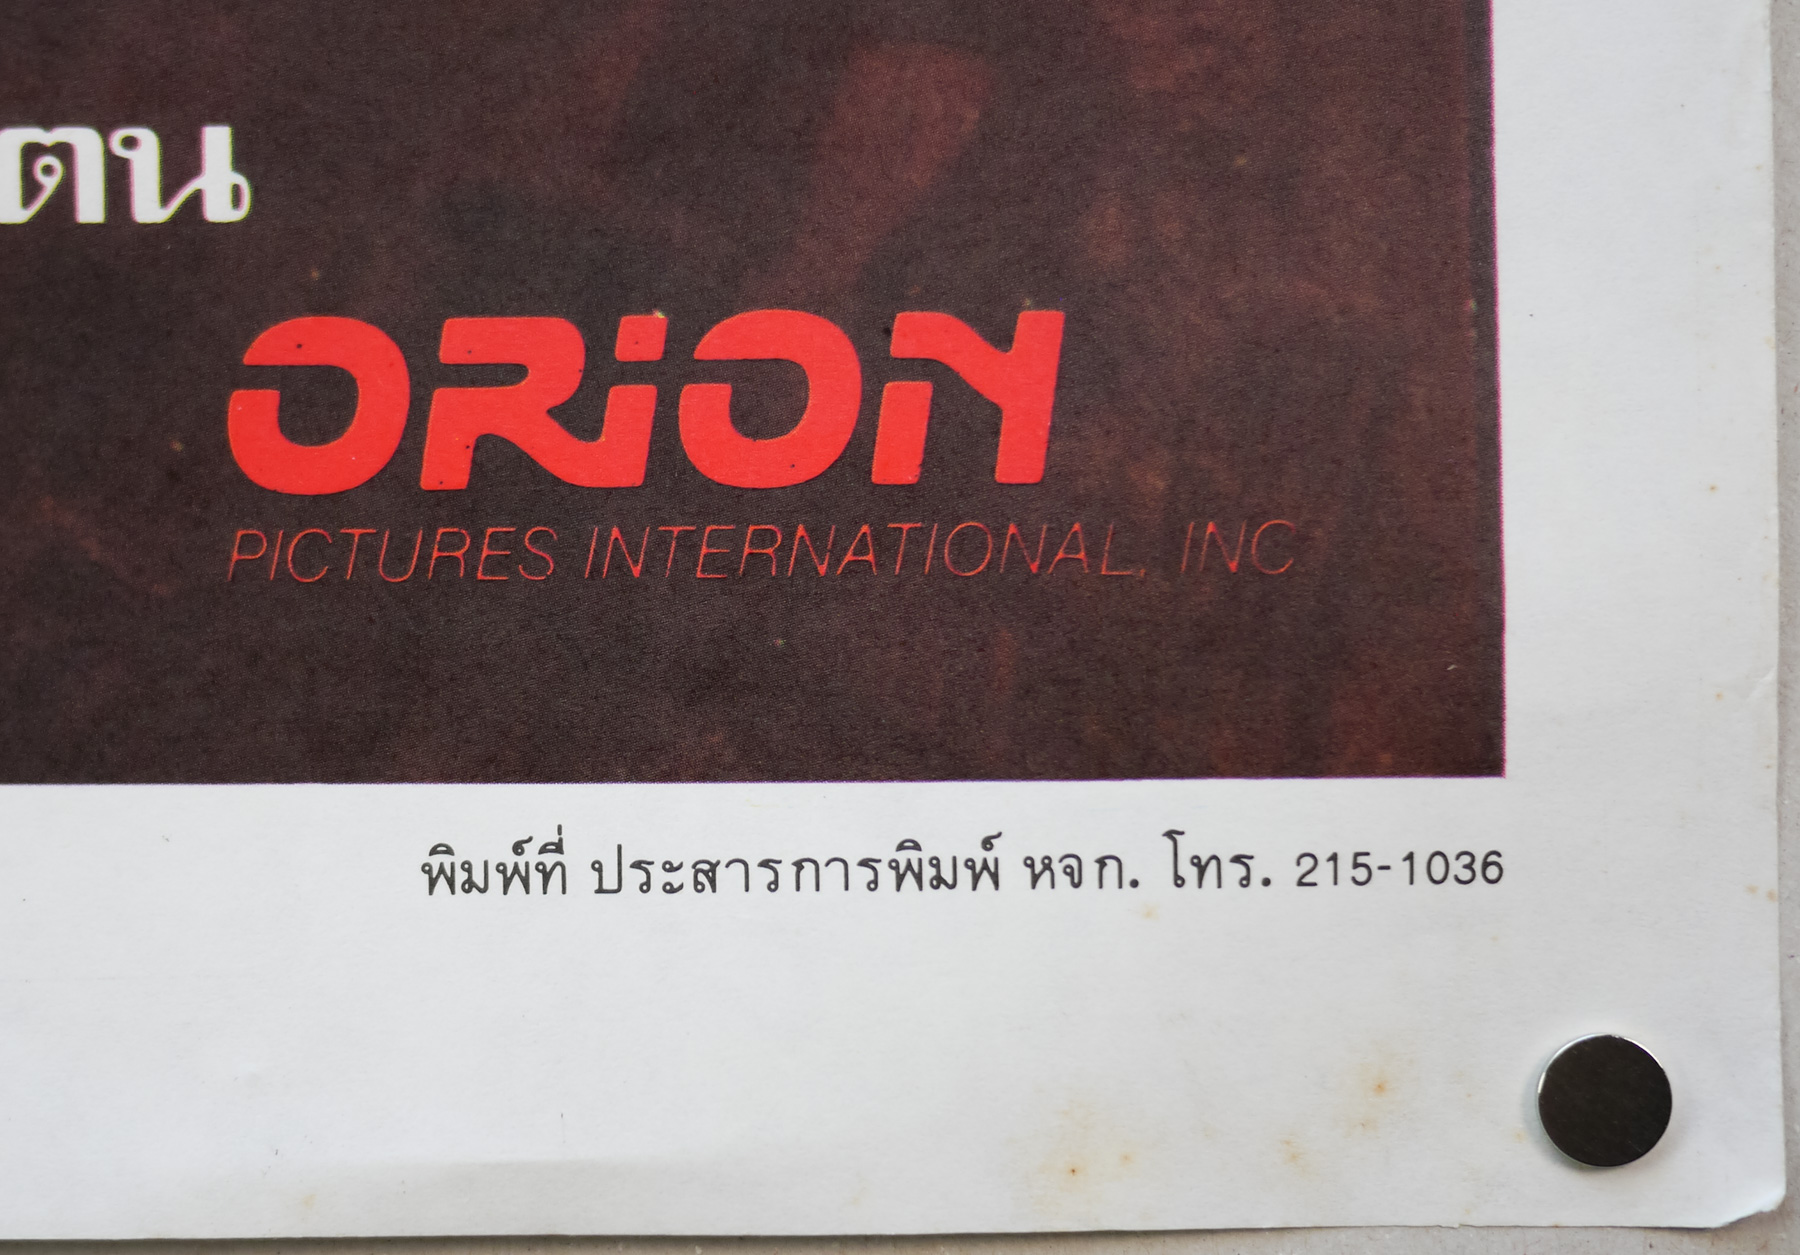 ตน
ORiON
PICTURES INTERNATIONAL, INC
พิมพ์ที่ ประสารการพิมพ์ หจก. โทร. 215-1036